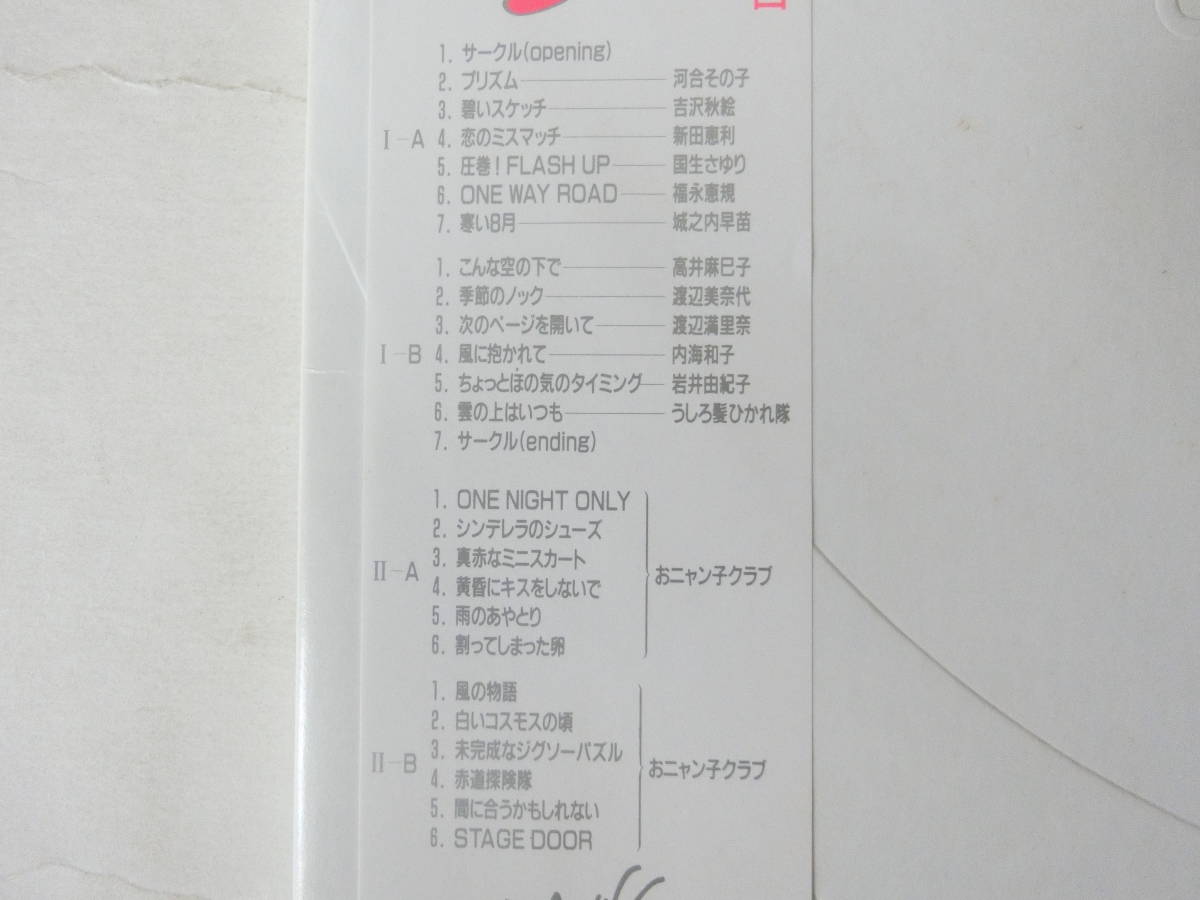 1. サークル(opening)
2. プリズム 河合その子
3. 碧いスケッチ 吉沢秋絵
I-A 4. 恋のミスマッチ 新田恵利
5. 圧巻!FLASH UP 国生さゆり
6. ONE WAY ROAD 福永恵規
7. 寒い8月 城之内早苗
1. こんな空の下で 高井麻巳子
2. 季節のノック 渡辺美奈代
3. 次のページを開いて 渡辺満里奈
I-B 4. 風に抱かれて 内海和子
5. ちょっとほの気のタイミング 岩井由紀子
6. 雲の上はいつも うしろ髪ひかれ隊
7. サークル(ending)
1. ONE NIGHT ONLY
2. シンデレラのシューズ
3. 真赤なミニスカート
II-A おニャン子クラブ
4. 黄昏にキスをしないで
5. 雨のあやとり
6. 割ってしまった卵
1. 風の物語
2. 白いコスモスの頃
3. 未完成なジグソーパズル
II-B おニャン子クラブ
4. 赤道探険隊
5. 間に合うかもしれない
6. STAGE DOOR